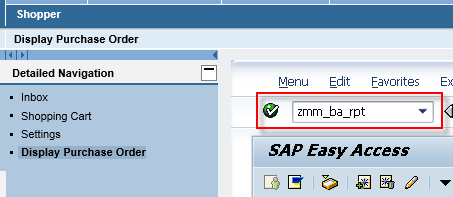 Shopper
Display Purchase Order
Detailed Navigation
Inbox
Shopping Cart
Settings
Display Purchase Order
Menu Edit Favorites
zmm_ba_rpt
SAP Easy Access